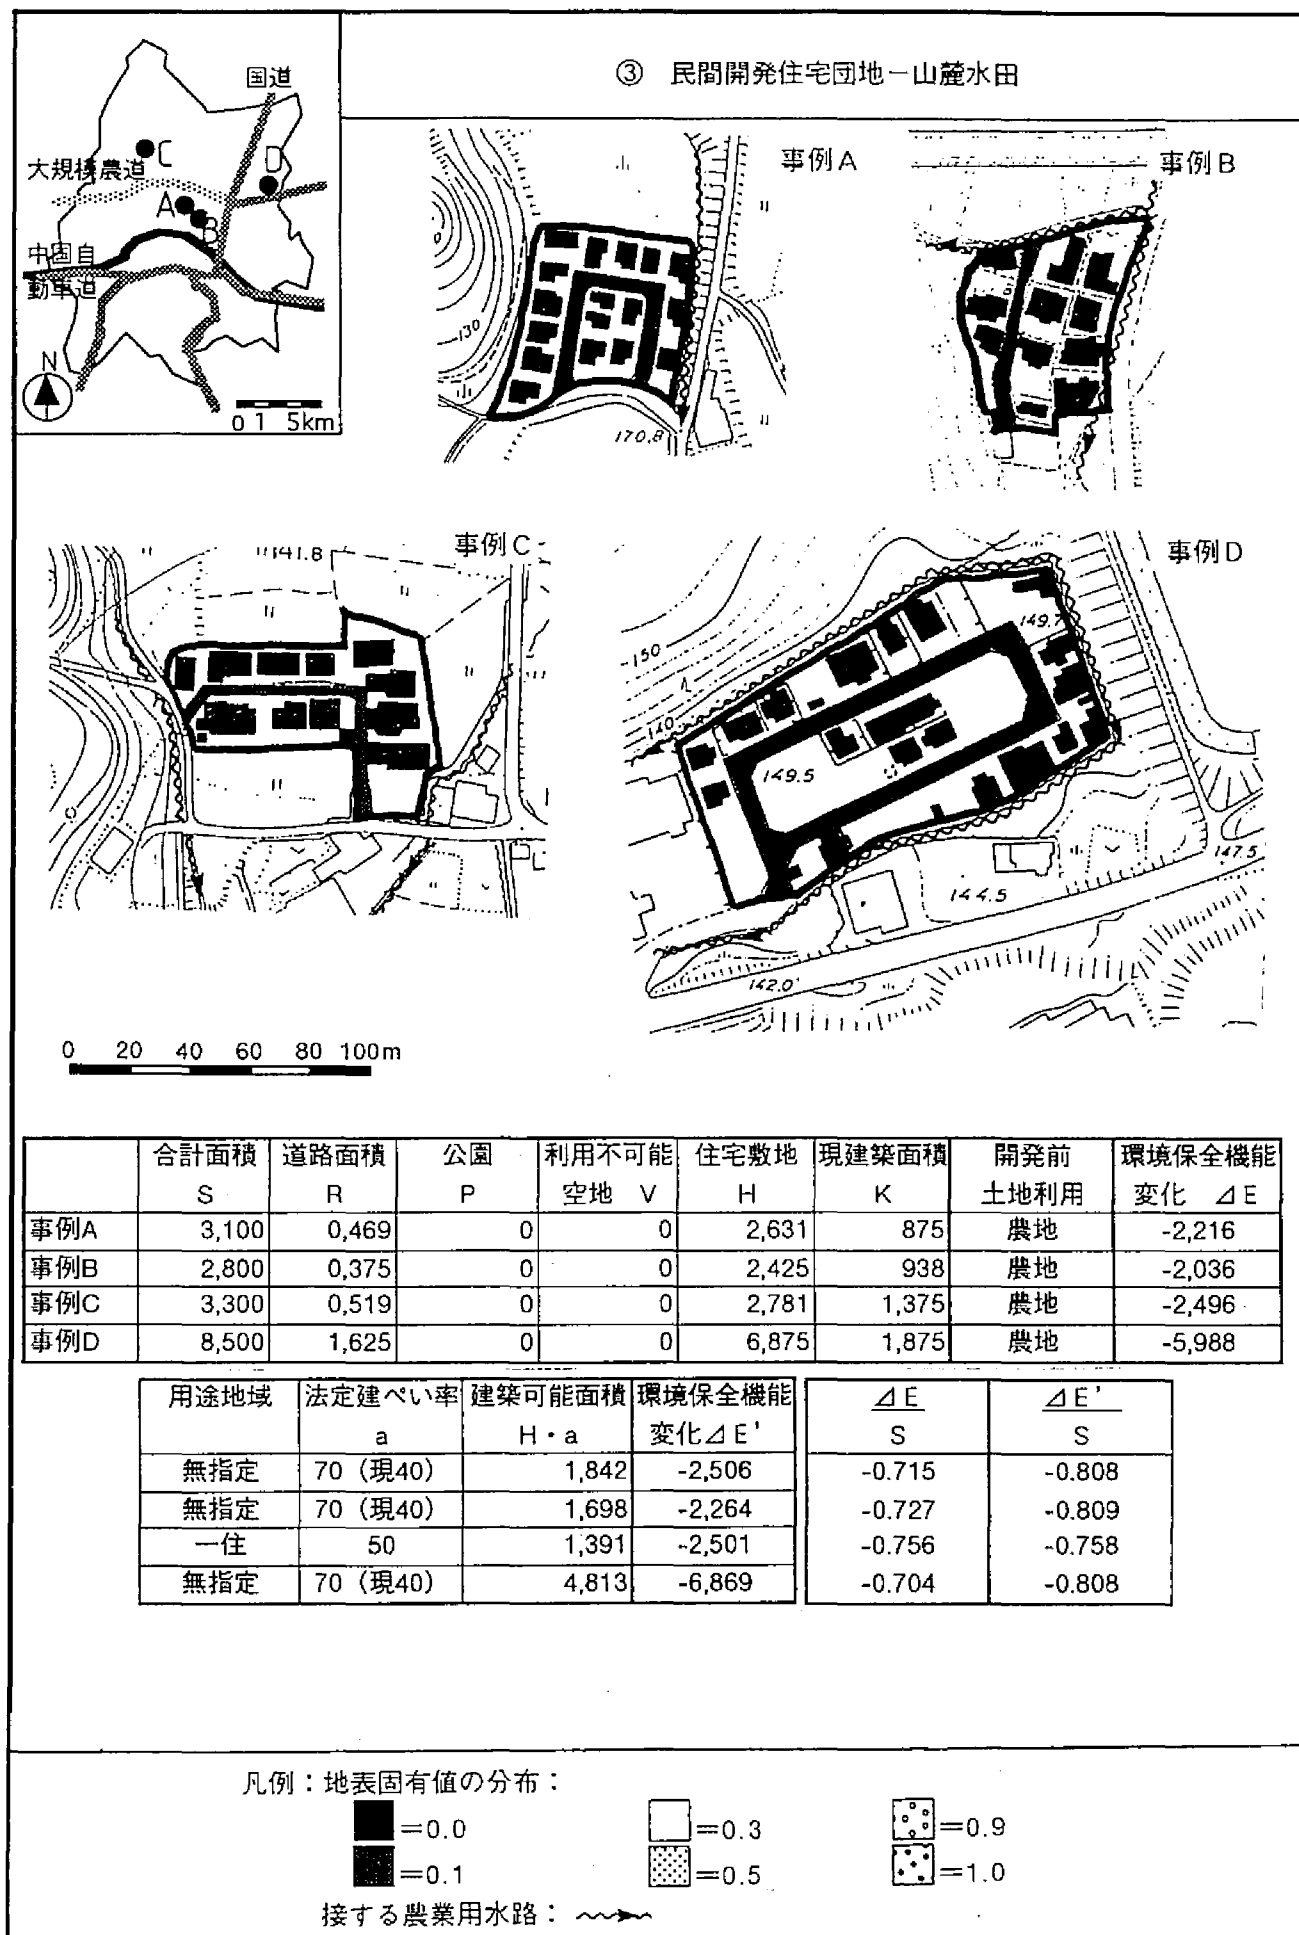 ③ 民間開発住宅団地－山麓水田
国道
C
大規模農道
D
A
B
中国自
動車道
N
0 1 5km
事例A
130
170.8
事例B
事例C
141.8
事例D
150
140
149.7
149.5
144.5
147.5
142.0
0 20 40 60 80 100m
合計面積 道路面積 公園 利用不可能 住宅敷地 現建築面積 開発前 環境保全機能
S R P 空地 V H K 土地利用 変化 ⊿E
事例A 3,100 0,469 0 0 2,631 875 農地 -2,216
事例B 2,800 0,375 0 0 2,425 938 農地 -2,036
事例C 3,300 0,519 0 0 2,781 1,375 農地 -2,496
事例D 8,500 1,625 0 0 6,875 1,875 農地 -5,988
用途地域 法定建ぺい率 建築可能面積 環境保全機能 ⊿E ⊿E'
a H・a 変化⊿E' S S
無指定 70（現40） 1,842 -2,506 -0.715 -0.808
無指定 70（現40） 1,698 -2,264 -0.727 -0.809
一住 50 1,391 -2,501 -0.756 -0.758
無指定 70（現40） 4,813 -6,869 -0.704 -0.808
凡例：地表固有値の分布：
=0.0 =0.3 =0.9
=0.1 =0.5 =1.0
接する農業用水路：